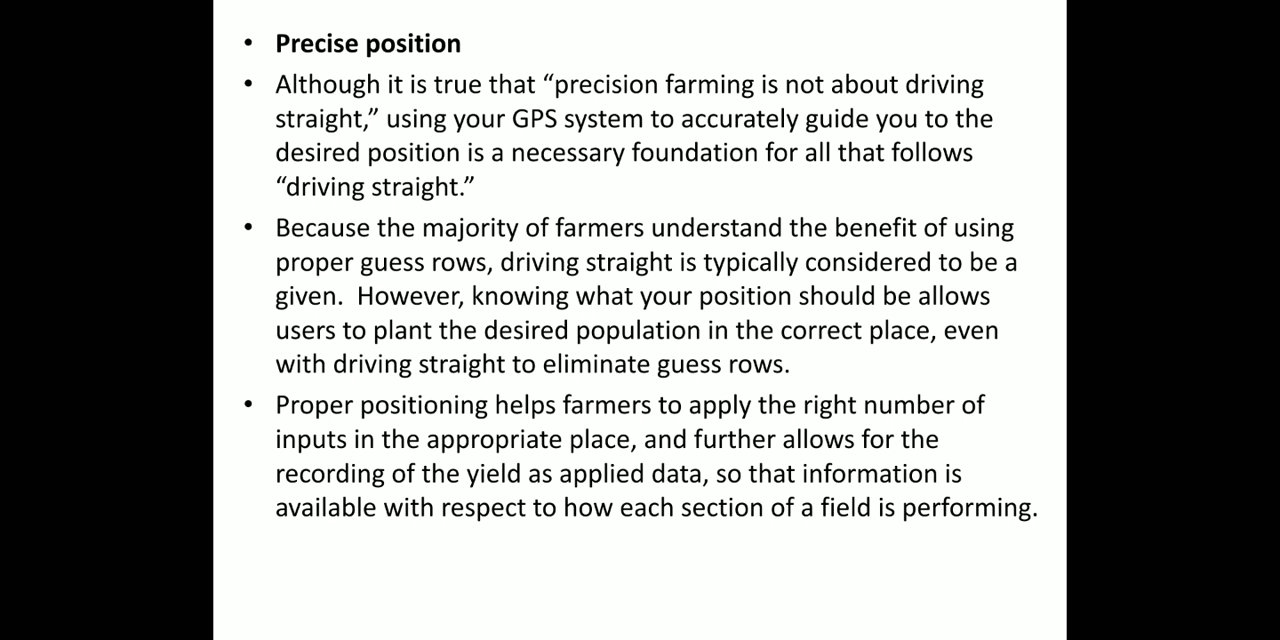 • Precise position
• Although it is true that “precision farming is not about driving
straight,” using your GPS system to accurately guide you to the
desired position is a necessary foundation for all that follows
“driving straight.”
• Because the majority of farmers understand the benefit of using
proper guess rows, driving straight is typically considered to be a
given.  However, knowing what your position should be allows
users to plant the desired population in the correct place, even
with driving straight to eliminate guess rows.
• Proper positioning helps farmers to apply the right number of
inputs in the appropriate place, and further allows for the
recording of the yield as applied data, so that information is
available with respect to how each section of a field is performing.